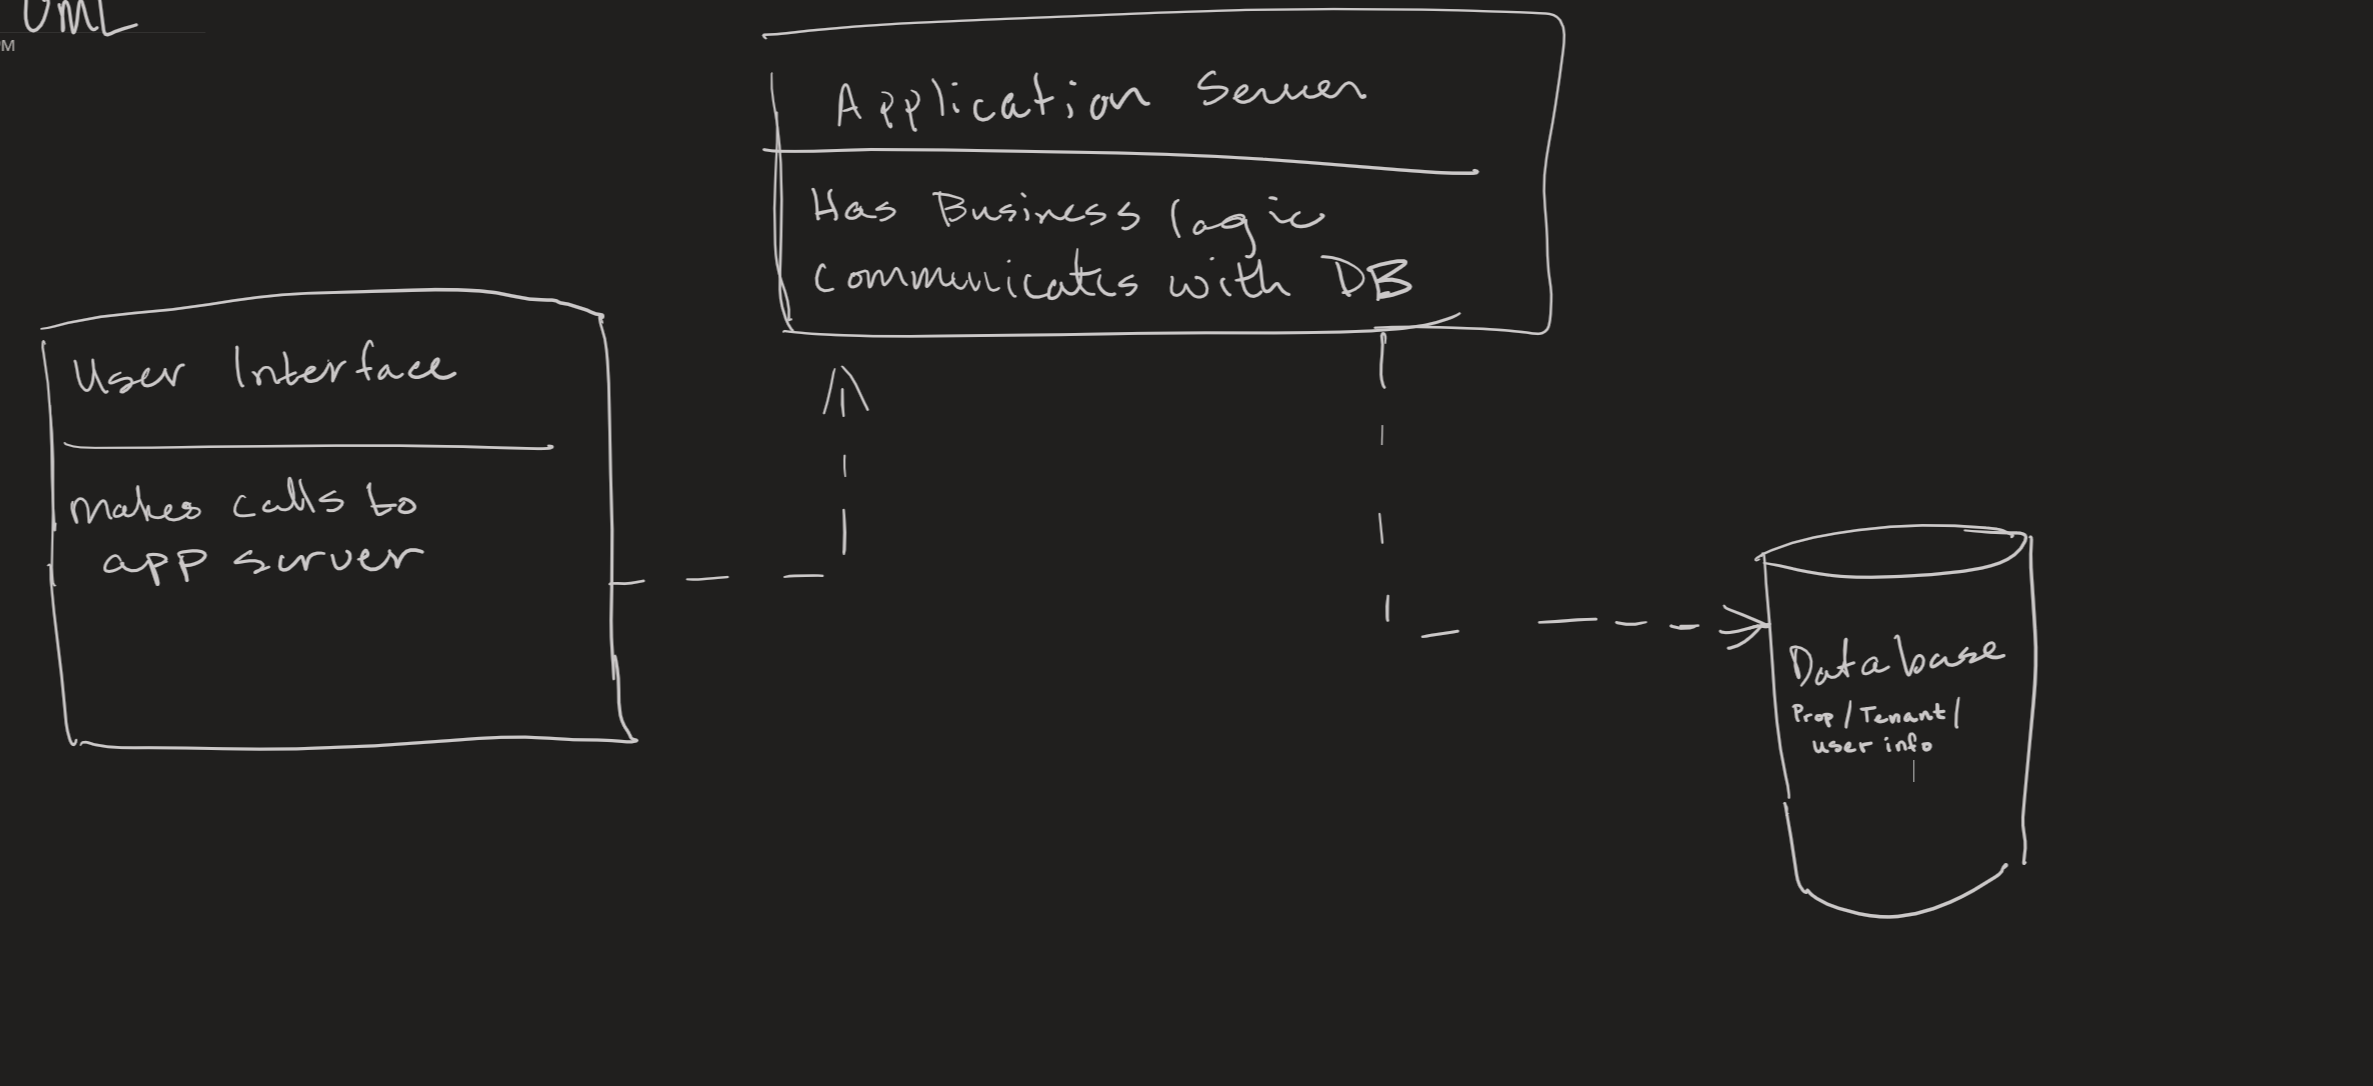 UML
PM
Application Server
Has Business logic
Communicates with DB
User Interface
makes calls to
app server
Database
Prop/Tenant/
user info